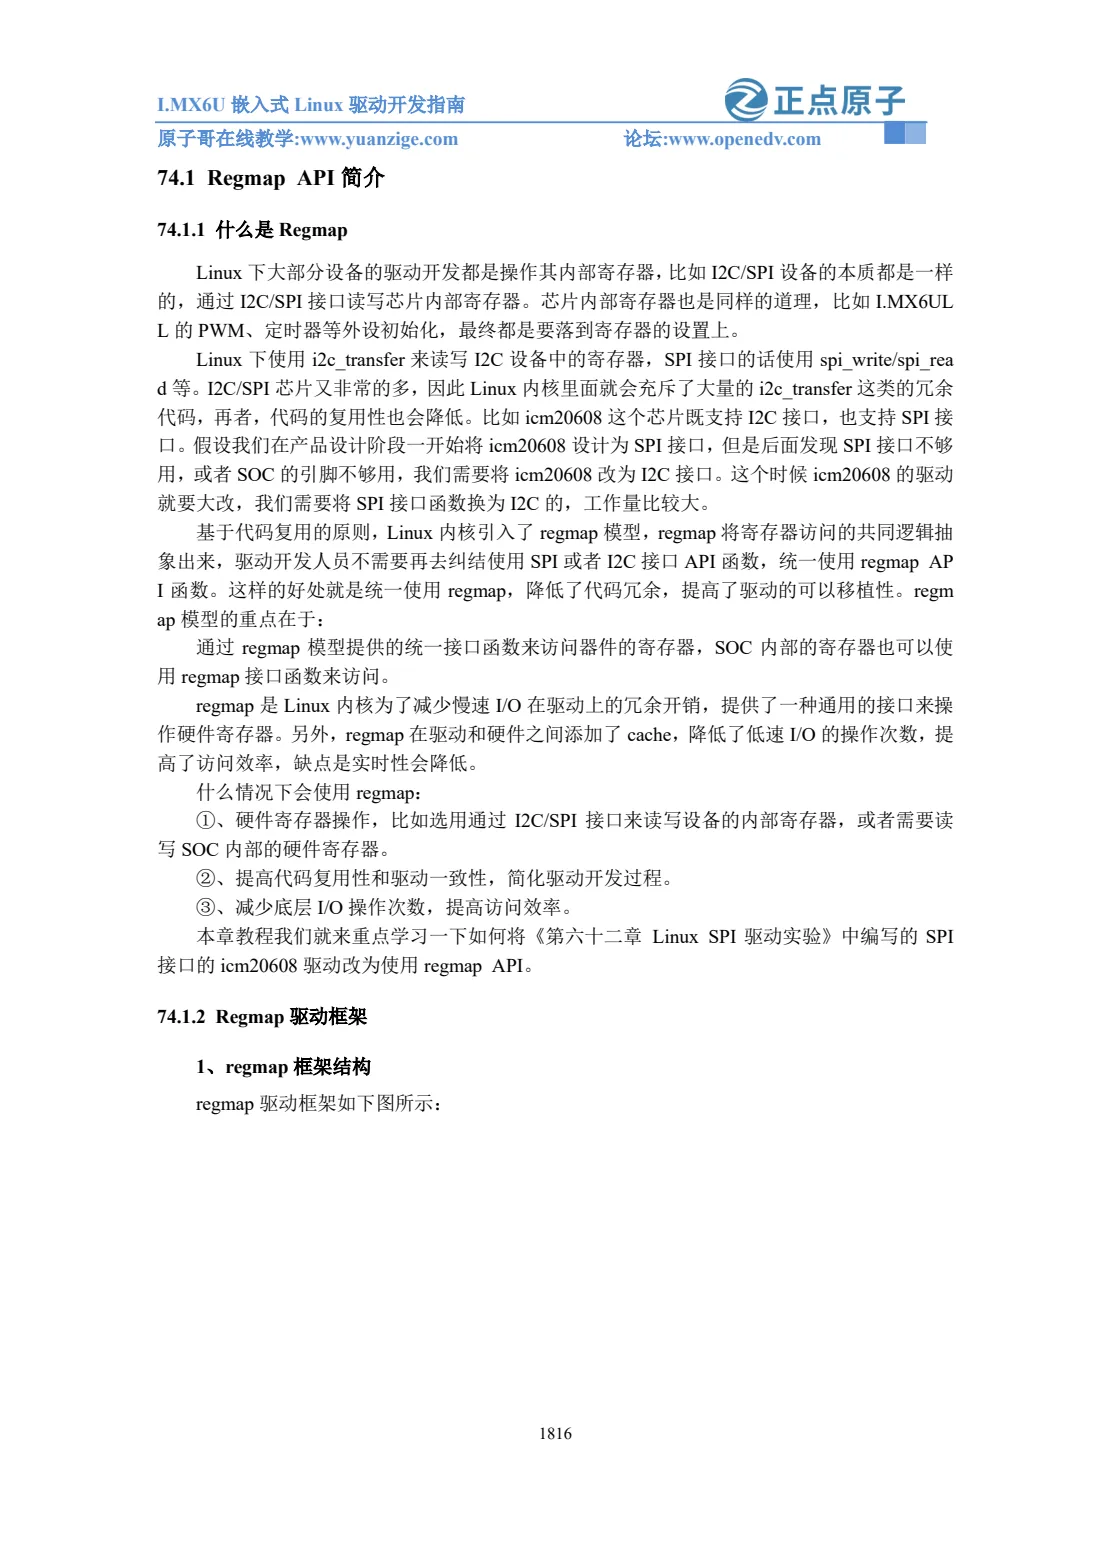 I.MX6U 嵌入式 Linux 驱动开发指南
正点原子
原子哥在线教学:www.yuanzige.com 论坛:www.openedv.com
74.1 Regmap API 简介
74.1.1 什么是 Regmap
Linux 下大部分设备的驱动开发都是操作其内部寄存器，比如 I2C/SPI 设备的本质都是一样
的，通过 I2C/SPI 接口读写芯片内部寄存器。芯片内部寄存器也是同样的道理，比如 I.MX6UL
L 的 PWM、定时器等外设初始化，最终都是要落到寄存器的设置上。
Linux 下使用 i2c_transfer 来读写 I2C 设备中的寄存器，SPI 接口的话使用 spi_write/spi_rea
d 等。I2C/SPI 芯片又非常的多，因此 Linux 内核里面就会充斥了大量的 i2c_transfer 这类的冗余
代码，再者，代码的复用性也会降低。比如 icm20608 这个芯片既支持 I2C 接口，也支持 SPI 接
口。假设我们在产品设计阶段一开始将 icm20608 设计为 SPI 接口，但是后面发现 SPI 接口不够
用，或者 SOC 的引脚不够用，我们需要将 icm20608 改为 I2C 接口。这个时候 icm20608 的驱动
就要大改，我们需要将 SPI 接口函数换为 I2C 的，工作量比较大。
基于代码复用的原则，Linux 内核引入了 regmap 模型，regmap 将寄存器访问的共同逻辑抽
象出来，驱动开发人员不需要再去纠结使用 SPI 或者 I2C 接口 API 函数，统一使用 regmap AP
I 函数。这样的好处就是统一使用 regmap，降低了代码冗余，提高了驱动的可以移植性。regm
ap 模型的重点在于：
通过 regmap 模型提供的统一接口函数来访问器件的寄存器，SOC 内部的寄存器也可以使
用 regmap 接口函数来访问。
regmap 是 Linux 内核为了减少慢速 I/O 在驱动上的冗余开销，提供了一种通用的接口来操
作硬件寄存器。另外，regmap 在驱动和硬件之间添加了 cache，降低了低速 I/O 的操作次数，提
高了访问效率，缺点是实时性会降低。
什么情况下会使用 regmap：
①、硬件寄存器操作，比如选用通过 I2C/SPI 接口来读写设备的内部寄存器，或者需要读
写 SOC 内部的硬件寄存器。
②、提高代码复用性和驱动一致性，简化驱动开发过程。
③、减少底层 I/O 操作次数，提高访问效率。
本章教程我们就来重点学习一下如何将《第六十二章 Linux SPI 驱动实验》中编写的 SPI
接口的 icm20608 驱动改为使用 regmap API。
74.1.2 Regmap 驱动框架
1、regmap 框架结构
regmap 驱动框架如下图所示：
1816